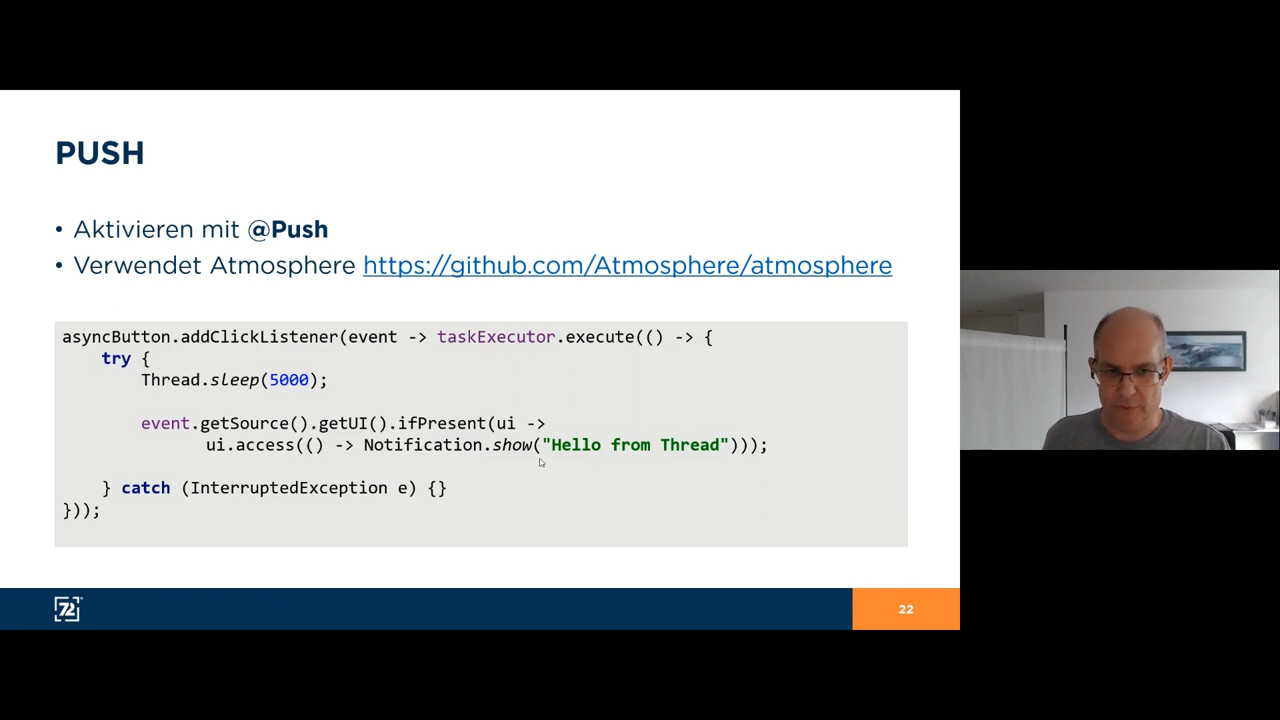 PUSH
• Aktivieren mit @Push
• Verwendet Atmosphere https://github.com/Atmosphere/atmosphere
asyncButton.addClickListener(event -> taskExecutor.execute(() -> {
    try {
        Thread.sleep(5000);
        event.getSource().getUI().ifPresent(ui ->
                ui.access(() -> Notification.show("Hello from Thread")));
    } catch (InterruptedException e) {}
}));
72
22